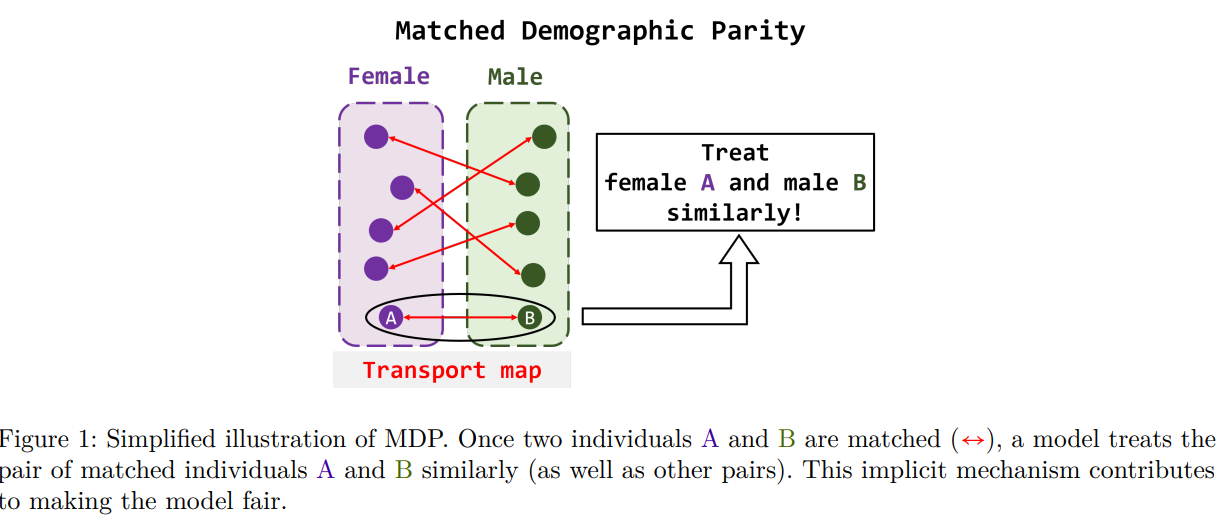 Matched Demographic Parity
Female Male
Treat
female A and male B
similarly!
A B
Transport map
Figure 1: Simplified illustration of MDP. Once two individuals A and B are matched (↔), a model treats the
pair of matched individuals A and B similarly (as well as other pairs). This implicit mechanism contributes
to making the model fair.